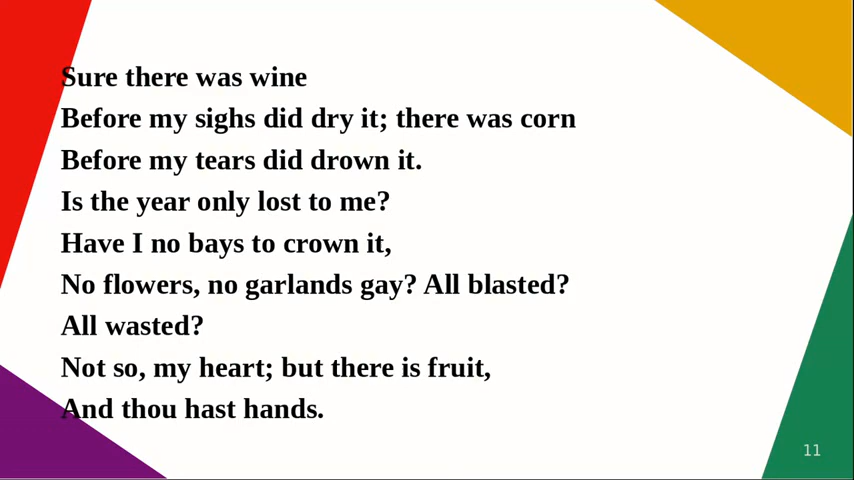 Sure there was wine
Before my sighs did dry it; there was corn
Before my tears did drown it.
Is the year only lost to me?
Have I no bays to crown it,
No flowers, no garlands gay? All blasted?
All wasted?
Not so, my heart; but there is fruit,
And thou hast hands.
11